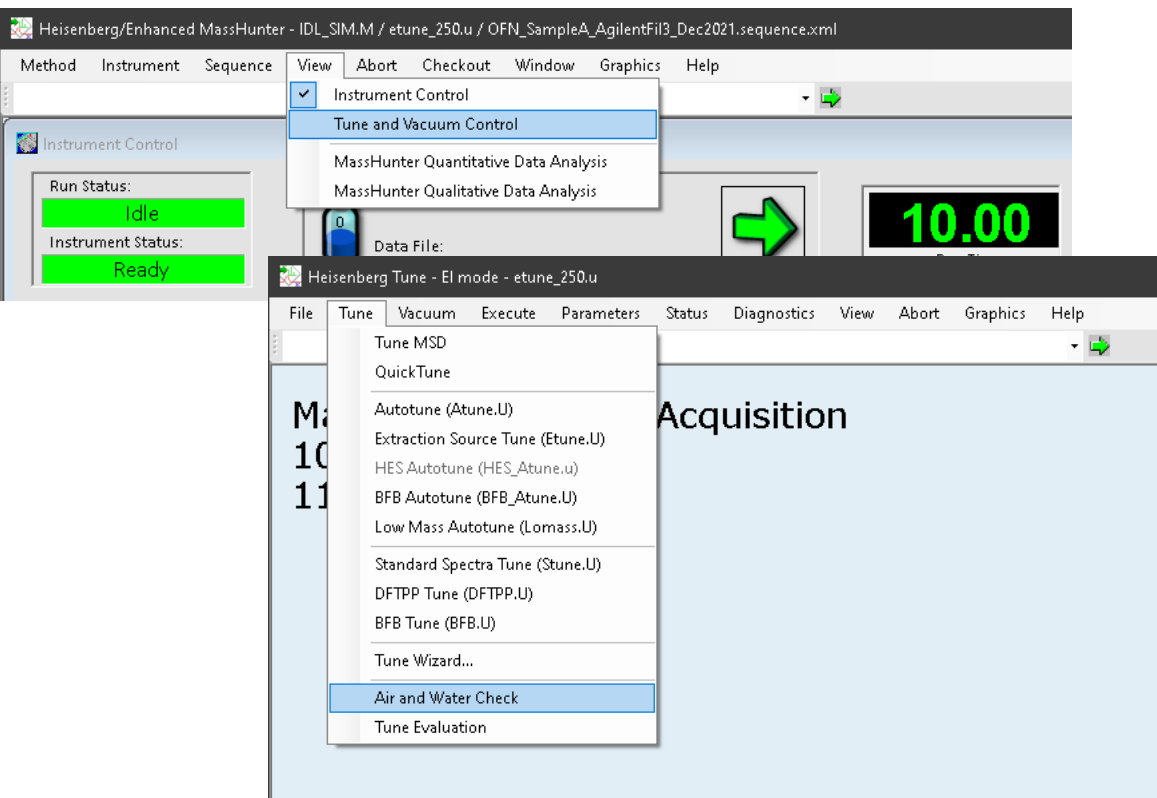 Heisenberg/Enhanced MassHunter - IDL_SIM.M / etune_250.u / OFN_SampleA_AgilentFil3_Dec2021.sequence.xml
Method Instrument Sequence View Abort Checkout Window Graphics Help
Instrument Control
Tune and Vacuum Control
MassHunter Quantitative Data Analysis
MassHunter Qualitative Data Analysis
Instrument Control
Run Status:
Idle
Instrument Status:
Ready
0
Data File:
10.00
Heisenberg Tune - EI mode - etune_250.u
File Tune Vacuum Execute Parameters Status Diagnostics View Abort Graphics Help
Tune MSD
QuickTune
Autotune (Atune.U)
Extraction Source Tune (Etune.U)
HES Autotune (HES_Atune.u)
BFB Autotune (BFB_Atune.U)
Low Mass Autotune (Lomass.U)
Standard Spectra Tune (Stune.U)
DFTPP Tune (DFTPP.U)
BFB Tune (BFB.U)
Tune Wizard...
Air and Water Check
Tune Evaluation
Acquisition
10
11